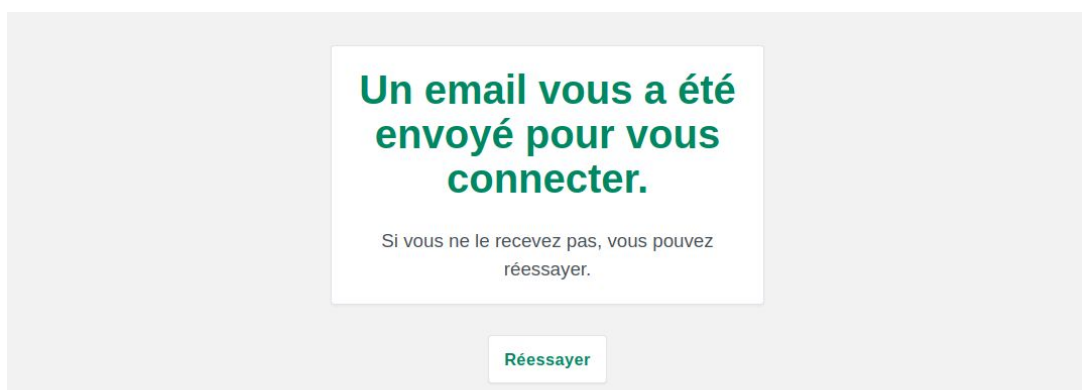 Un email vous a été
envoyé pour vous
connecter.
Si vous ne le recevez pas, vous pouvez
réessayer.
Réessayer